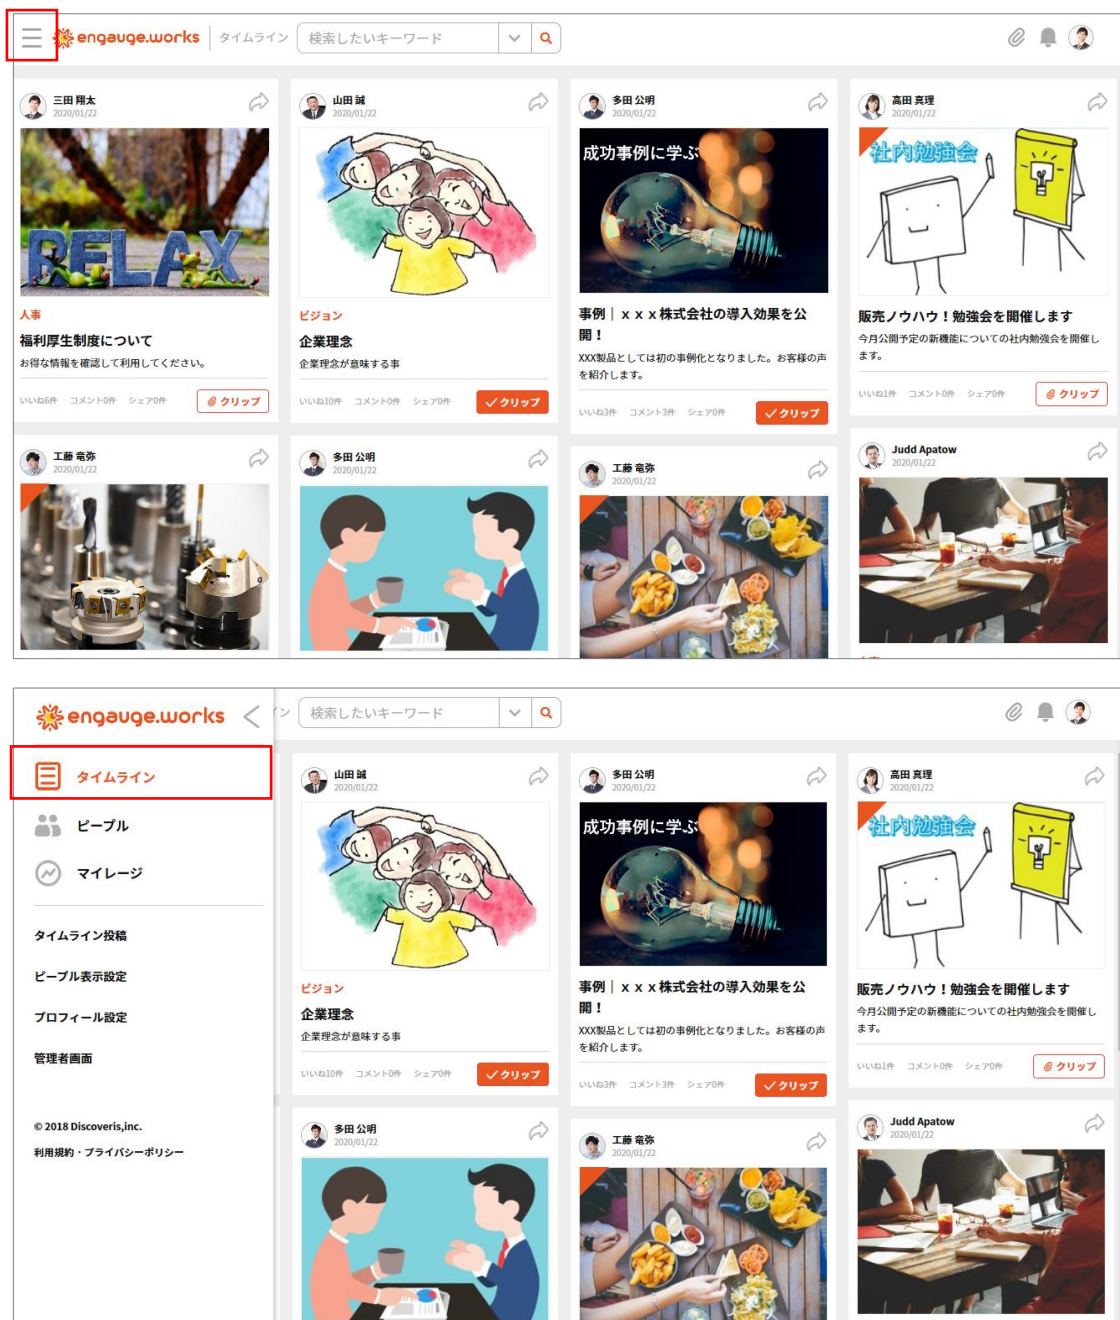 engauge.works
タイムライン
検索したいキーワード
三田 翔太
2020/01/22
RELAX
人事
福利厚生制度について
お得な情報を確認して利用してください。
いいね6件 コメント0件 シェア0件
クリップ
山田 誠
2020/01/22
ビジョン
企業理念
企業理念が意味する事
いいね10件 コメント0件 シェア0件
クリップ
多田 公明
2020/01/22
成功事例に学ぶ
事例｜ｘｘｘ株式会社の導入効果を公
開！
XXX製品としては初の事例化となりました。お客様の声
を紹介します。
いいね3件 コメント3件 シェア0件
クリップ
高田 真理
2020/01/22
社内勉強会
販売ノウハウ！勉強会を開催します
今月公開予定の新機能についての社内勉強会を開催し
ます。
いいね1件 コメント0件 シェア0件
クリップ
工藤 竜弥
2020/01/22
多田 公明
2020/01/22
工藤 竜弥
2020/01/22
Judd Apatow
2020/01/22
engauge.works
イン
検索したいキーワード
タイムライン
ピープル
マイレージ
タイムライン投稿
ピープル表示設定
プロフィール設定
管理者画面
© 2018 Discoveris,inc.
利用規約・プライバシーポリシー
山田 誠
2020/01/22
ビジョン
企業理念
企業理念が意味する事
いいね10件 コメント0件 シェア0件
クリップ
多田 公明
2020/01/22
成功事例に学ぶ
事例｜ｘｘｘ株式会社の導入効果を公
開！
XXX製品としては初の事例化となりました。お客様の声
を紹介します。
いいね3件 コメント3件 シェア0件
クリップ
高田 真理
2020/01/22
社内勉強会
販売ノウハウ！勉強会を開催します
今月公開予定の新機能についての社内勉強会を開催し
ます。
いいね1件 コメント0件 シェア0件
クリップ
多田 公明
2020/01/22
工藤 竜弥
2020/01/22
Judd Apatow
2020/01/22